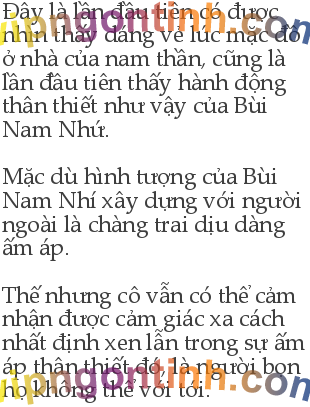 Đây là lần đầu tiên có được
nhìn thấy dáng vẻ lúc mặc đồ
ở nhà của nam thần, cũng là
lần đầu tiên thấy hành động
thân thiết như vậy của Bùi
Nam Nhứ.
Mặc dù hình tượng của Bùi
Nam Nhí xây dựng với người
ngoài là chàng trai dịu dàng
ấm áp.
Thế nhưng cô vẫn có thể cảm
nhận được cảm giác xa cách
nhất định xen lẫn trong sự ấm
áp thân thiết đó, là người bọn
họ không thể với tới.